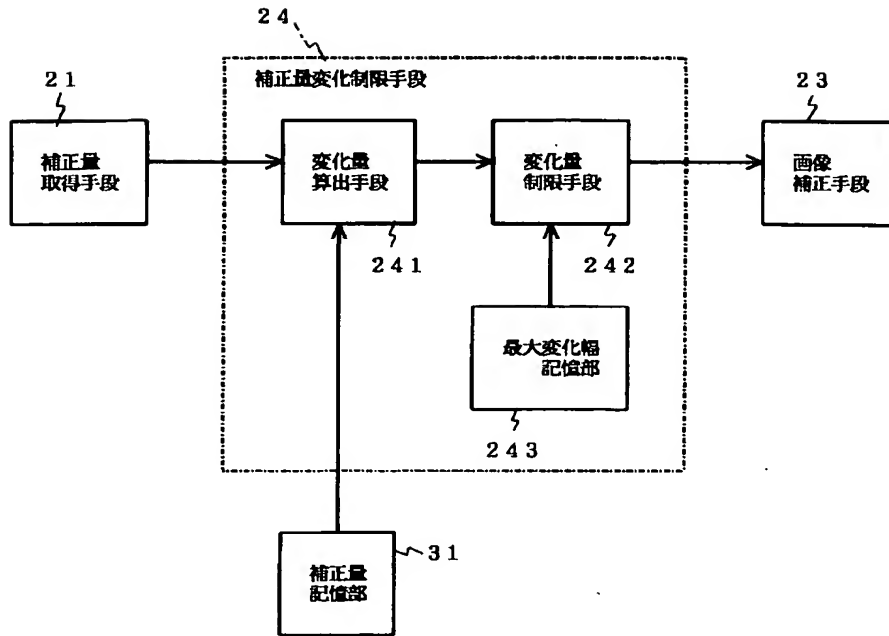 24
補正量変化制限手段
21
補正量
取得手段
変化量
算出手段
241
変化量
制限手段
242
23
画像
補正手段
最大変化幅
記憶部
243
補正量
記憶部
31